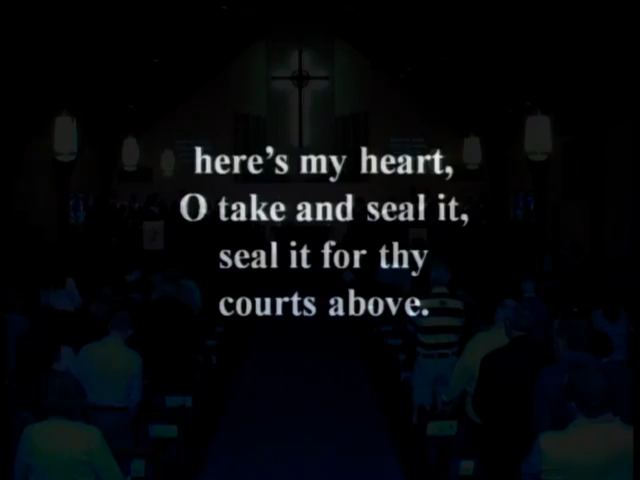 here's my heart,
O take and seal it,
seal it for thy
courts above.